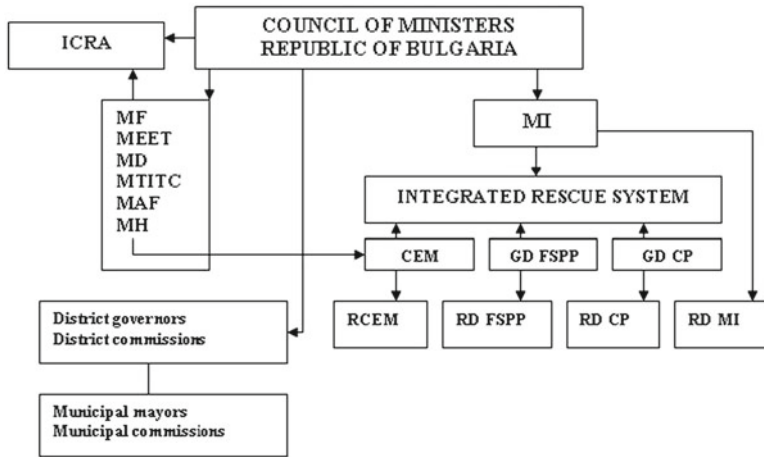 COUNCIL OF MINISTERS
REPUBLIC OF BULGARIA
ICRA
MF
MEET
MD
MTITC
MAF
MH
MI
INTEGRATED RESCUE SYSTEM
CEM
GD FSPP
GD CP
RCEM
RD FSPP
RD CP
RD MI
District governors
District commissions
Municipal mayors
Municipal commissions